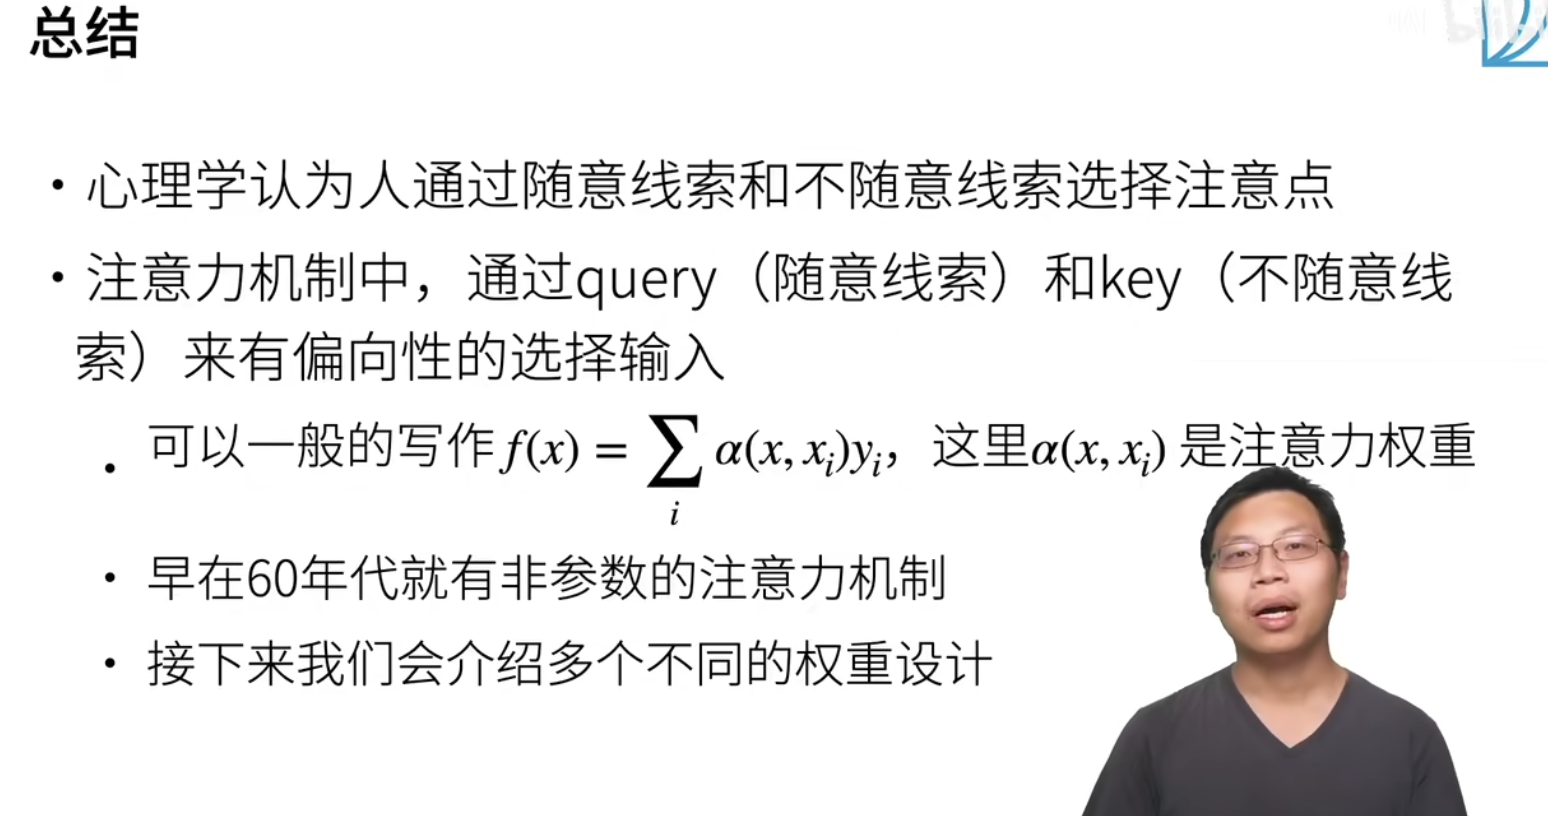 总结
• 心理学认为人通过随意线索和不随意线索选择注意点
• 注意力机制中，通过query（随意线索）和key（不随意线
索）来有偏向性的选择输入
• 可以一般的写作 f(x) = ∑_i α(x, x_i)y_i，这里α(x, x_i) 是注意力权重
• 早在60年代就有非参数的注意力机制
• 接下来我们会介绍多个不同的权重设计